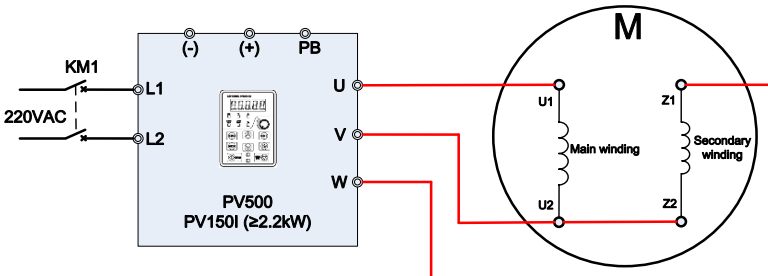 M
(-)
(+)
PB
KM1
L1
U
U1
Z1
220VAC
L2
V
Main winding
Secondary
winding
W
U2
Z2
PV500
PV150I (≥2.2kW)